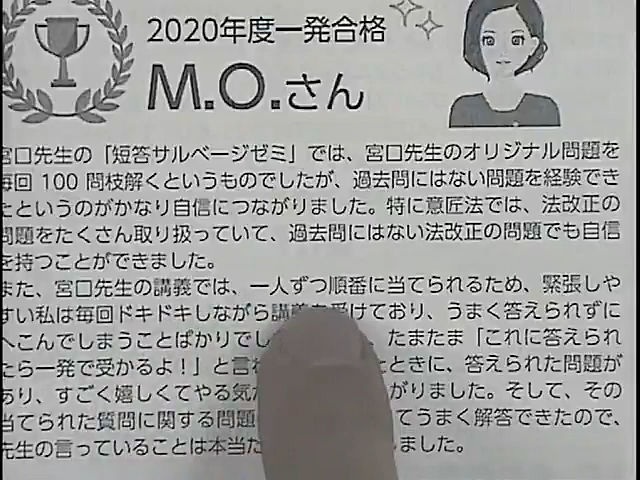 2020年度一発合格
M.O.さん
宮口先生の「短答サルベージゼミ」では、宮口先生のオリジナル問題を
毎回 100 問枝解くというものでしたが、過去問にはない問題を経験でき
たというのがかなり自信につながりました。特に意匠法では、法改正の
問題をたくさん取り扱っていて、過去問にはない法改正の問題でも自信
を持つことができました。
また、宮口先生の講義では、一人ずつ順番に当てられるため、緊張しや
すい私は毎回ドキドキしながら講義を受けており、うまく答えられずに
へこんでしまうことばかりでし、たまたま「これに答えられ
たら一発で受かるよ！」と言わたときに、答えられた問題が
あり、すごく嬉しくてやる気がりました。そして、その
当てられた質問に関する問題てうまく解答できたので、
先生の言っていることは本当だしました。